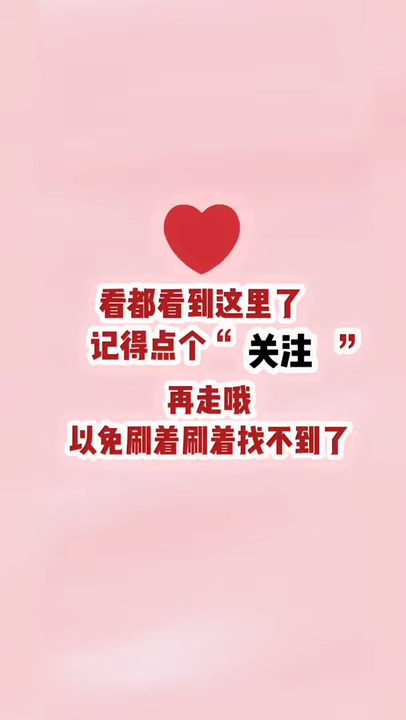 看都看到这里了
记得点个“关注”
再走哦
以免刷着刷着找不到了